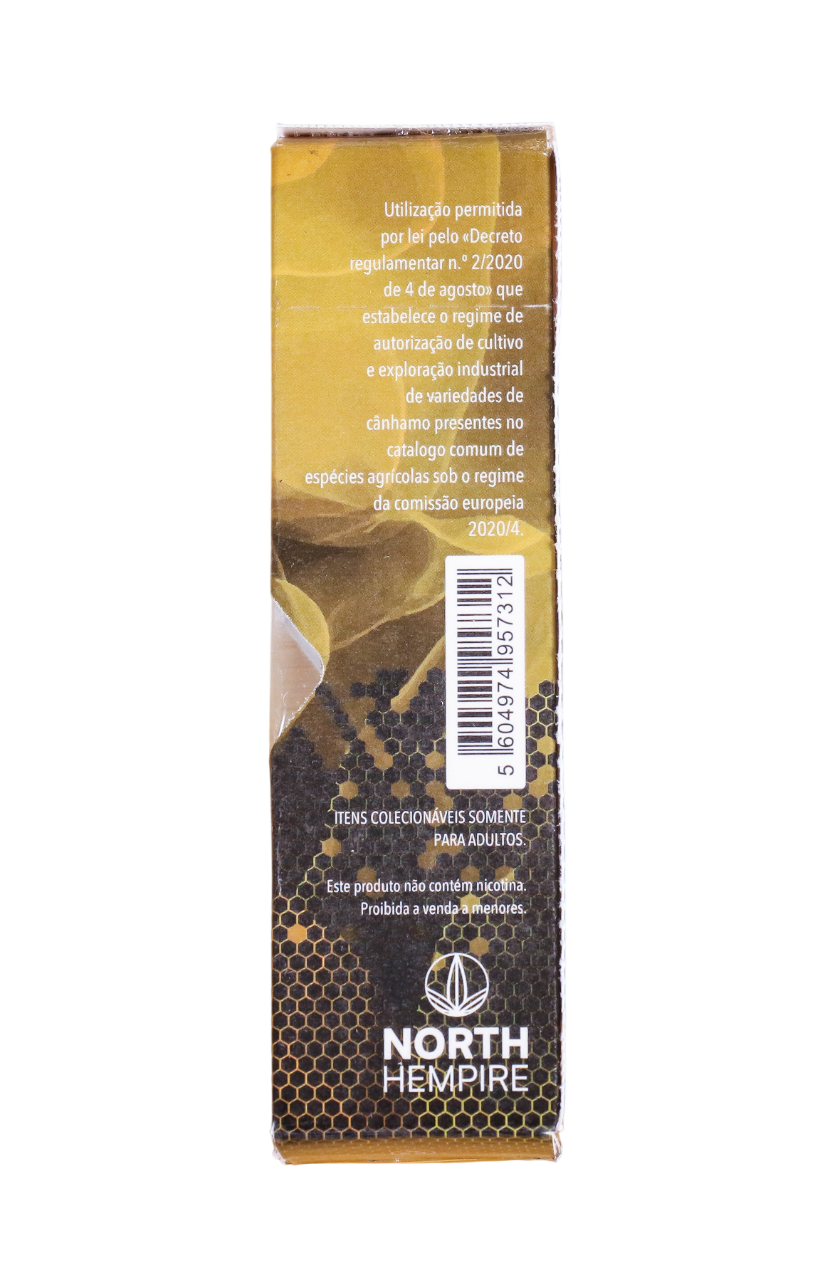 Utilização permitida
por lei pelo «Decreto
regulamentar n.º 2/2020
de 4 de agosto» que
estabelece o regime de
autorização de cultivo
e exploração industrial
de variedades de
cânhamo presentes no
catalogo comum de
espécies agrícolas sob o regime
da comissão europeia
2020/4.
5 604974 957312
ITENS COLECIONÁVEIS SOMENTE
PARA ADULTOS.
Este produto não contém nicotina.
Proibida a venda a menores.
NORTH
HEMPIRE